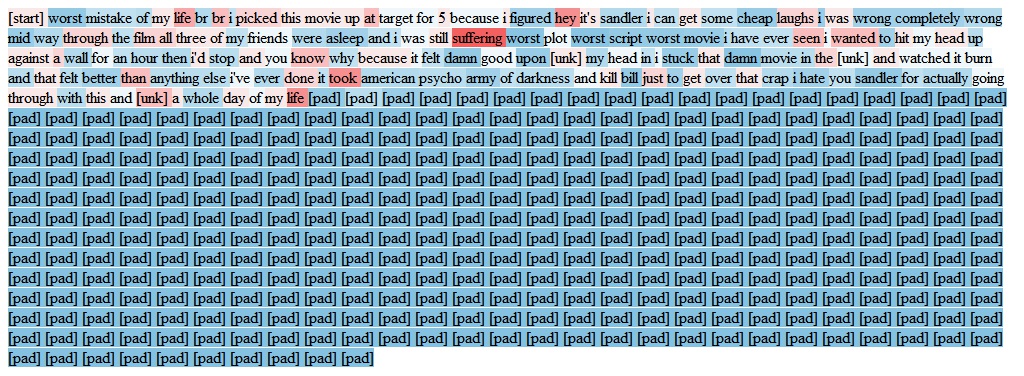 [start] worst mistake of my life br br i picked this movie up at target for 5 because i figured hey it's sandler i can get some cheap laughs i was wrong completely wrong
mid way through the film all three of my friends were asleep and i was still suffering worst plot worst script worst movie i have ever seen i wanted to hit my head up
against a wall for an hour then i'd stop and you know why because it felt damn good upon [unk] my head in i stuck that damn movie in the [unk] and watched it burn
and that felt better than anything else i've ever done it took american psycho army of darkness and kill bill just to get over that crap i hate you sandler for actually going
through with this and [unk] a whole day of my life [pad] [pad] [pad] [pad] [pad] [pad] [pad] [pad] [pad] [pad] [pad] [pad] [pad] [pad] [pad] [pad] [pad] [pad] [pad]
[pad] [pad] [pad] [pad] [pad] [pad] [pad] [pad] [pad] [pad] [pad] [pad] [pad] [pad] [pad] [pad] [pad] [pad] [pad] [pad] [pad] [pad] [pad] [pad] [pad] [pad] [pad]
[pad] [pad] [pad] [pad] [pad] [pad] [pad] [pad] [pad] [pad] [pad] [pad] [pad] [pad] [pad] [pad] [pad] [pad] [pad] [pad] [pad] [pad] [pad] [pad] [pad] [pad] [pad]
[pad] [pad] [pad] [pad] [pad] [pad] [pad] [pad] [pad] [pad] [pad] [pad] [pad] [pad] [pad] [pad] [pad] [pad] [pad] [pad] [pad] [pad] [pad] [pad] [pad] [pad] [pad]
[pad] [pad] [pad] [pad] [pad] [pad] [pad] [pad] [pad] [pad] [pad] [pad] [pad] [pad] [pad] [pad] [pad] [pad] [pad] [pad] [pad] [pad] [pad] [pad] [pad] [pad] [pad]
[pad] [pad] [pad] [pad] [pad] [pad] [pad] [pad] [pad] [pad] [pad] [pad] [pad] [pad] [pad] [pad] [pad] [pad] [pad] [pad] [pad] [pad] [pad] [pad] [pad] [pad] [pad]
[pad] [pad] [pad] [pad] [pad] [pad] [pad] [pad] [pad] [pad] [pad] [pad] [pad] [pad] [pad] [pad] [pad] [pad] [pad] [pad] [pad] [pad] [pad] [pad] [pad] [pad] [pad]
[pad] [pad] [pad] [pad] [pad] [pad] [pad] [pad] [pad] [pad] [pad] [pad] [pad] [pad] [pad] [pad] [pad] [pad] [pad] [pad] [pad] [pad] [pad] [pad] [pad] [pad] [pad]
[pad] [pad] [pad] [pad] [pad] [pad] [pad] [pad] [pad] [pad] [pad] [pad] [pad] [pad] [pad] [pad] [pad] [pad] [pad] [pad] [pad] [pad] [pad] [pad] [pad] [pad] [pad]
[pad] [pad] [pad] [pad] [pad] [pad] [pad] [pad] [pad] [pad] [pad] [pad] [pad] [pad] [pad] [pad] [pad] [pad] [pad] [pad] [pad] [pad] [pad] [pad] [pad] [pad] [pad]
[pad] [pad] [pad] [pad] [pad] [pad] [pad] [pad] [pad] [pad] [pad] [pad] [pad] [pad] [pad] [pad] [pad] [pad] [pad] [pad] [pad] [pad] [pad] [pad] [pad] [pad] [pad]
[pad] [pad] [pad] [pad] [pad] [pad] [pad] [pad] [pad] [pad] [pad] [pad] [pad] [pad] [pad] [pad] [pad] [pad] [pad] [pad] [pad] [pad] [pad] [pad] [pad] [pad] [pad]
[pad] [pad] [pad] [pad] [pad] [pad] [pad] [pad] [pad] [pad] [pad] [pad] [pad] [pad] [pad] [pad] [pad] [pad] [pad] [pad] [pad] [pad] [pad] [pad] [pad] [pad] [pad]
[pad] [pad] [pad] [pad] [pad] [pad] [pad] [pad] [pad] [pad]